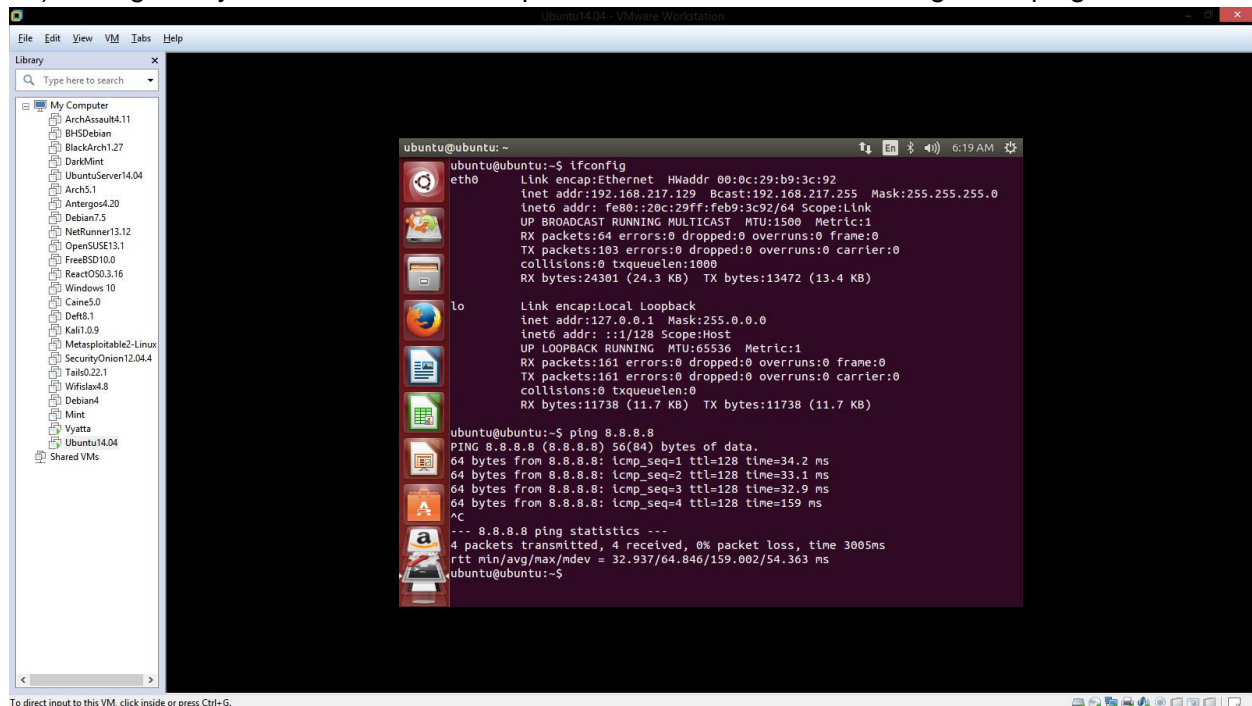 Ubuntu14.04 - VMware Workstation
File Edit View VM Tabs Help
Library
Type here to search
My Computer
ArchAssault4.11
BHSDebian
BlackArch1.27
DarkMint
UbuntuServer14.04
Arch5.1
Antergos4.20
Debian7.5
NetRunner13.12
OpenSUSE13.1
FreeBSD10.0
ReactOS0.3.16
Windows 10
Caine5.0
Deft8.1
Kali1.0.9
Metasploitable2-Linux
SecurityOnion12.04.4
Tails0.22.1
Wifislax4.8
Debian4
Mint
Vyatta
Ubuntu14.04
Shared VMs
ubuntu@ubuntu: ~ En 6:19 AM
ubuntu@ubuntu:~$ ifconfig
eth0 Link encap:Ethernet HWaddr 00:0c:29:b9:3c:92
inet addr:192.168.217.129 Bcast:192.168.217.255 Mask:255.255.255.0
inet6 addr: fe80::20c:29ff:feb9:3c92/64 Scope:Link
UP BROADCAST RUNNING MULTICAST MTU:1500 Metric:1
RX packets:64 errors:0 dropped:0 overruns:0 frame:0
TX packets:103 errors:0 dropped:0 overruns:0 carrier:0
collisions:0 txqueuelen:1000
RX bytes:24301 (24.3 KB) TX bytes:13472 (13.4 KB)
lo Link encap:Local Loopback
inet addr:127.0.0.1 Mask:255.0.0.0
inet6 addr: ::1/128 Scope:Host
UP LOOPBACK RUNNING MTU:65536 Metric:1
RX packets:161 errors:0 dropped:0 overruns:0 frame:0
TX packets:161 errors:0 dropped:0 overruns:0 carrier:0
collisions:0 txqueuelen:0
RX bytes:11738 (11.7 KB) TX bytes:11738 (11.7 KB)
ubuntu@ubuntu:~$ ping 8.8.8.8
PING 8.8.8.8 (8.8.8.8) 56(84) bytes of data.
64 bytes from 8.8.8.8: icmp_seq=1 ttl=128 time=34.2 ms
64 bytes from 8.8.8.8: icmp_seq=2 ttl=128 time=33.1 ms
64 bytes from 8.8.8.8: icmp_seq=3 ttl=128 time=32.9 ms
64 bytes from 8.8.8.8: icmp_seq=4 ttl=128 time=159 ms
^C
--- 8.8.8.8 ping statistics ---
4 packets transmitted, 4 received, 0% packet loss, time 3005ms
rtt min/avg/max/mdev = 32.937/64.846/159.002/54.363 ms
ubuntu@ubuntu:~$
To direct input to this VM, click inside or press Ctrl+G.